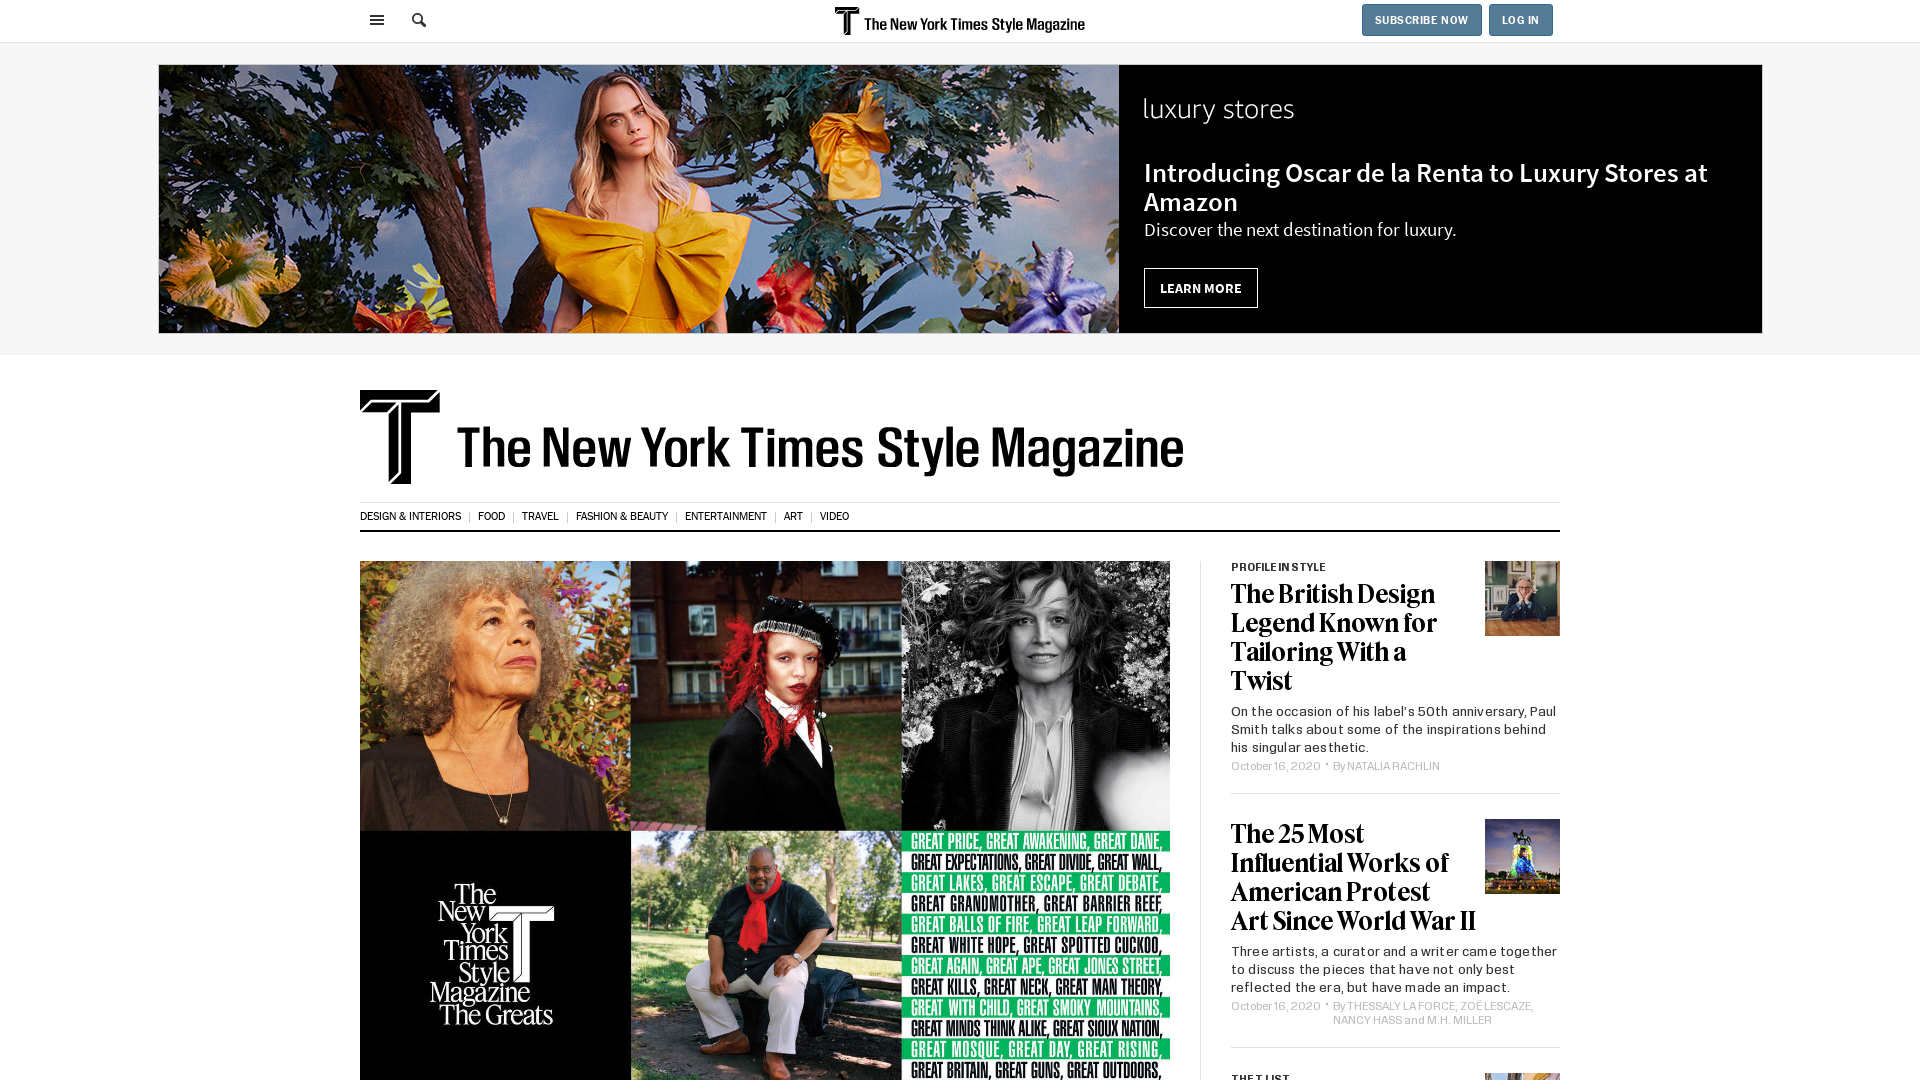 The New York Times Style Magazine
SUBSCRIBE NOW
LOG IN
luxury stores
Introducing Oscar de la Renta to Luxury Stores at
Amazon
Discover the next destination for luxury.
LEARN MORE
The New York Times Style Magazine
DESIGN & INTERIORS
FOOD
TRAVEL
FASHION & BEAUTY
ENTERTAINMENT
ART
VIDEO
The
New
York
Times
Style
Magazine
The Greats
T
GREAT PRICE, GREAT AWAKENING, GREAT DANE,
GREAT EXPECTATIONS, GREAT DIVIDE, GREAT WALL,
GREAT LAKES, GREAT ESCAPE, GREAT DEBATE,
GREAT GRANDMOTHER, GREAT BARRIER REEF,
GREAT BALLS OF FIRE, GREAT LEAP FORWARD,
GREAT WHITE HOPE, GREAT SPOTTED CUCKOO,
GREAT AGAIN, GREAT APE, GREAT JONES STREET,
GREAT KILLS, GREAT NECK, GREAT MAN THEORY,
GREAT WITH CHILD, GREAT SMOKY MOUNTAINS,
GREAT MINDS THINK ALIKE, GREAT SIOUX NATION,
GREAT MOSQUE, GREAT DAY, GREAT RISING,
GREAT BRITAIN, GREAT GUNS, GREAT OUTDOORS,
PROFILE IN STYLE
The British Design
Legend Known for
Tailoring With a
Twist
On the occasion of his label's 50th anniversary, Paul
Smith talks about some of the inspirations behind
his singular aesthetic.
October 16, 2020 · By NATALIA RACHLIN
The 25 Most
Influential Works of
American Protest
Art Since World War II
Three artists, a curator and a writer came together
to discuss the pieces that have not only best
reflected the era, but have made an impact.
October 16, 2020 · By THESSALY LA FORCE, ZOË LESCAZE,
NANCY HASS and M.H. MILLER
THE T LIST